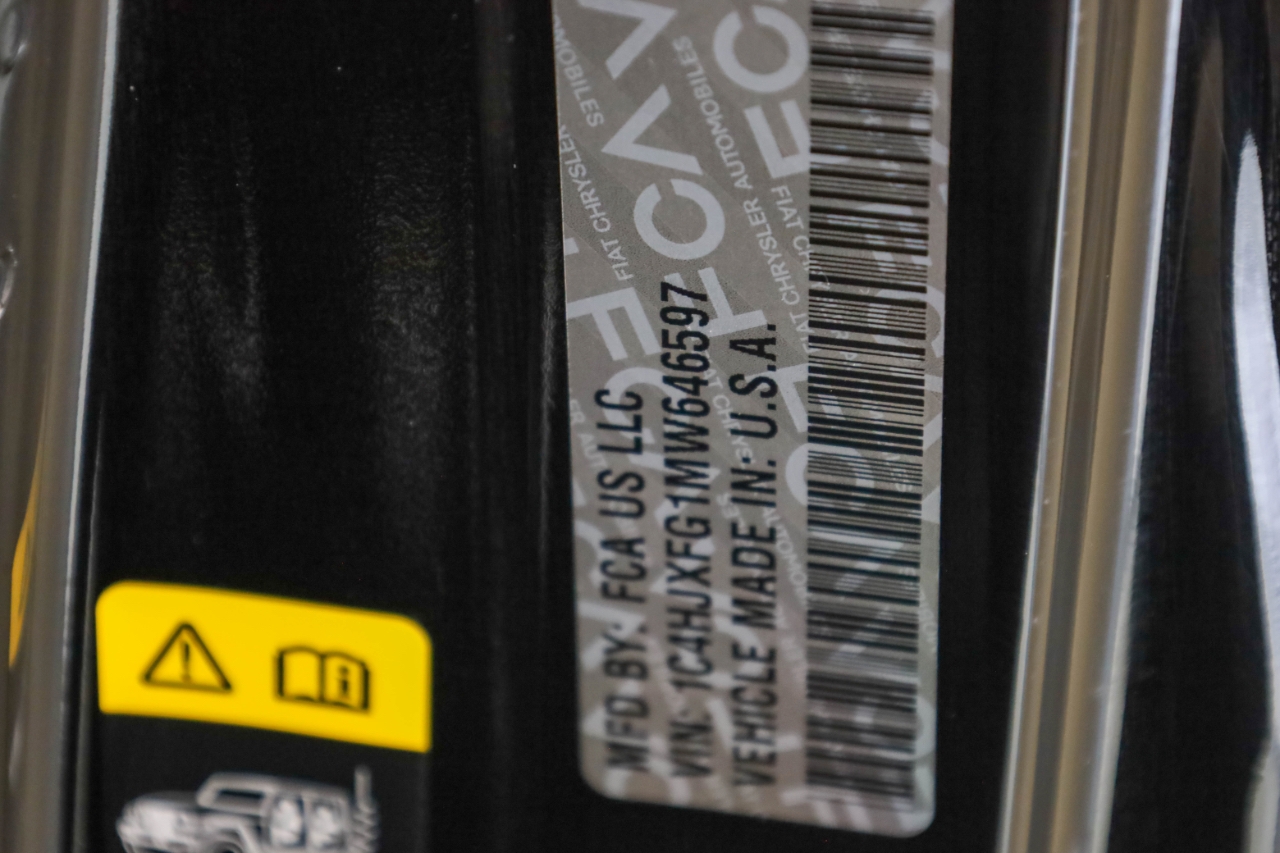 MFD BY: FCA US LLC
VIN: 1C4HJXFG1MW646597
VEHICLE MADE IN: U.S.A.
FCA
FIAT CHRYSLER AUTOMOBILES